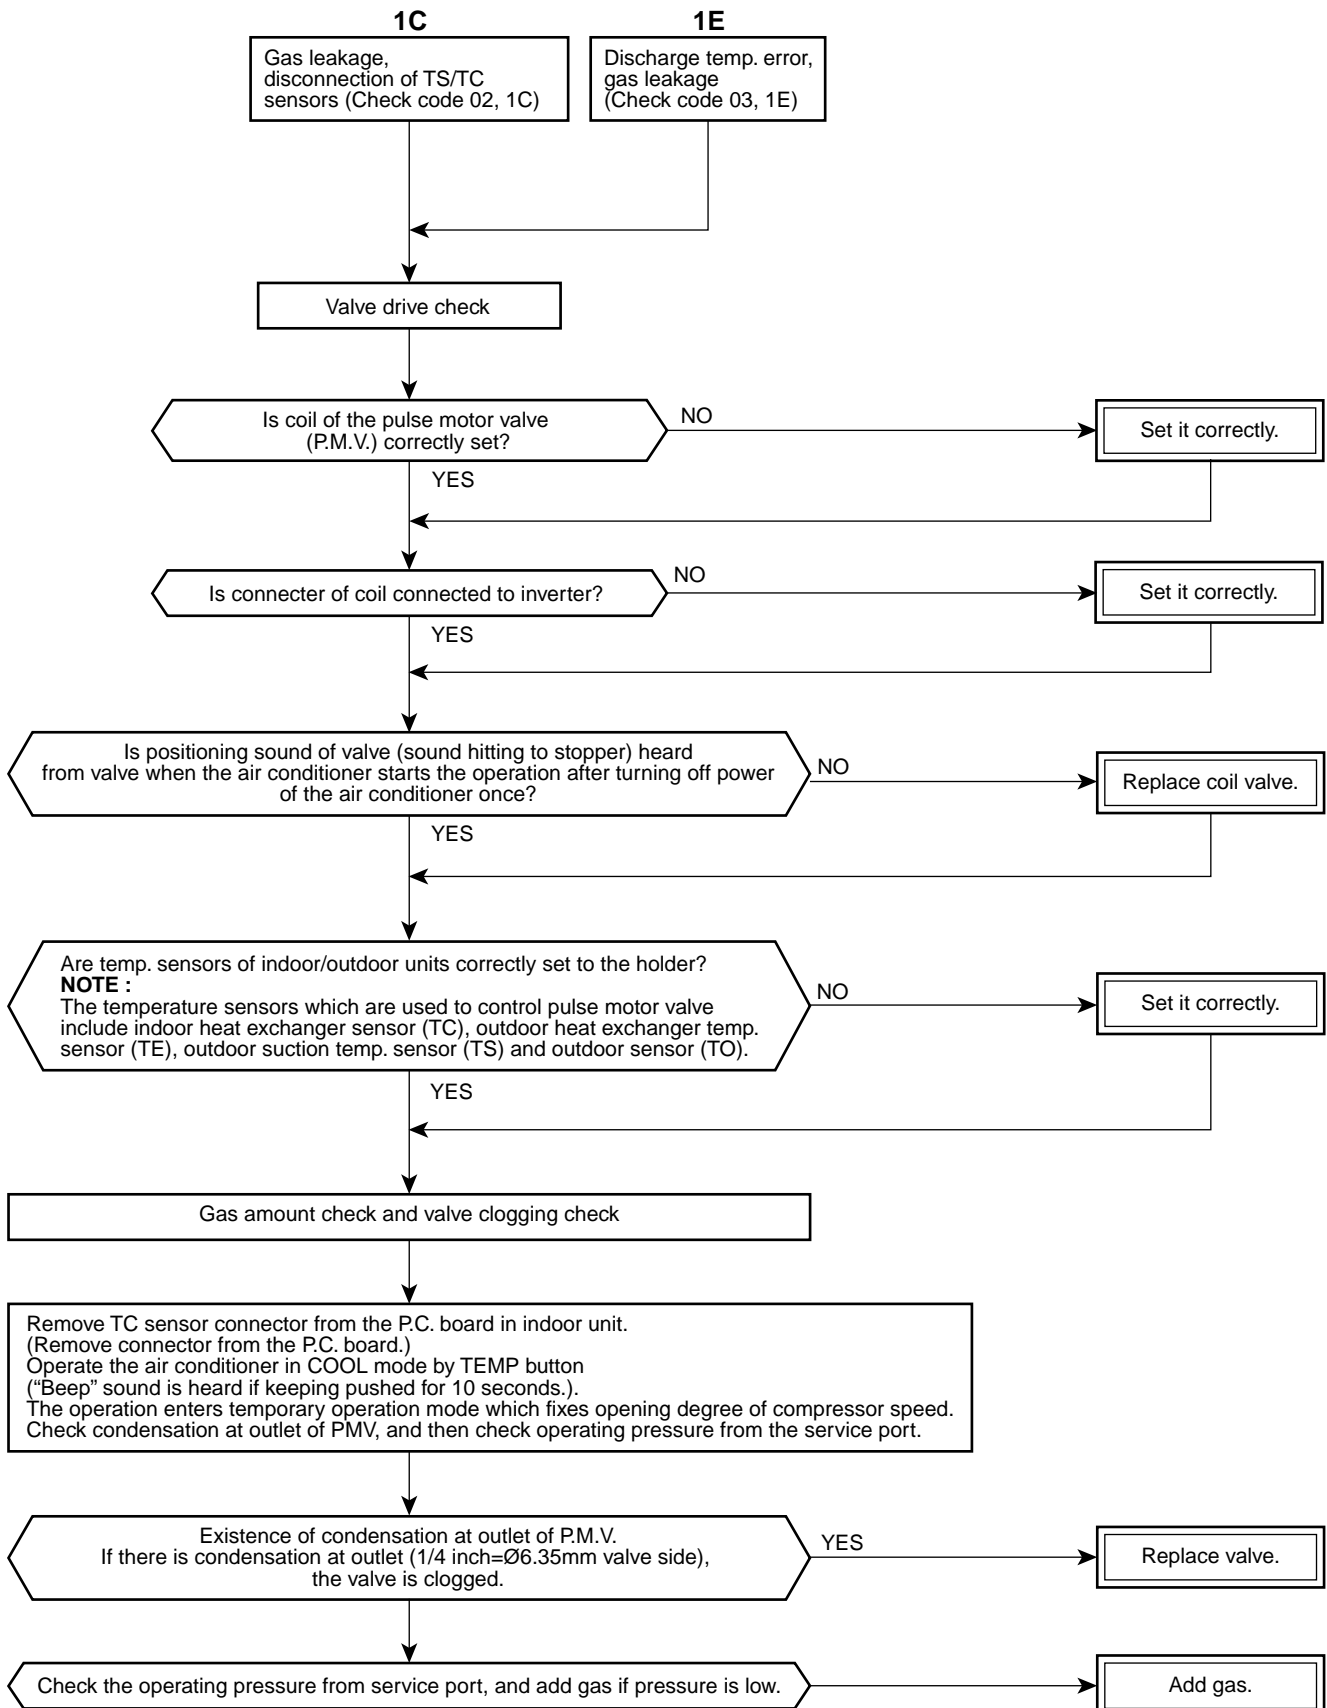 1C
Gas leakage,
disconnection of TS/TC
sensors (Check code 02, 1C)
1E
Discharge temp. error,
gas leakage
(Check code 03, 1E)
Valve drive check
Is coil of the pulse motor valve
(P.M.V.) correctly set?
NO
Set it correctly.
YES
Is connecter of coil connected to inverter?
NO
Set it correctly.
YES
Is positioning sound of valve (sound hitting to stopper) heard
from valve when the air conditioner starts the operation after turning off power
of the air conditioner once?
NO
Replace coil valve.
YES
Are temp. sensors of indoor/outdoor units correctly set to the holder?
NOTE :
The temperature sensors which are used to control pulse motor valve
include indoor heat exchanger sensor (TC), outdoor heat exchanger temp.
sensor (TE), outdoor suction temp. sensor (TS) and outdoor sensor (TO).
NO
Set it correctly.
YES
Gas amount check and valve clogging check
Remove TC sensor connector from the P.C. board in indoor unit.
(Remove connector from the P.C. board.)
Operate the air conditioner in COOL mode by TEMP button
(“Beep” sound is heard if keeping pushed for 10 seconds.).
The operation enters temporary operation mode which fixes opening degree of compressor speed.
Check condensation at outlet of PMV, and then check operating pressure from the service port.
Existence of condensation at outlet of P.M.V.
If there is condensation at outlet (1/4 inch=Ø6.35mm valve side),
the valve is clogged.
YES
Replace valve.
Check the operating pressure from service port, and add gas if pressure is low.
Add gas.